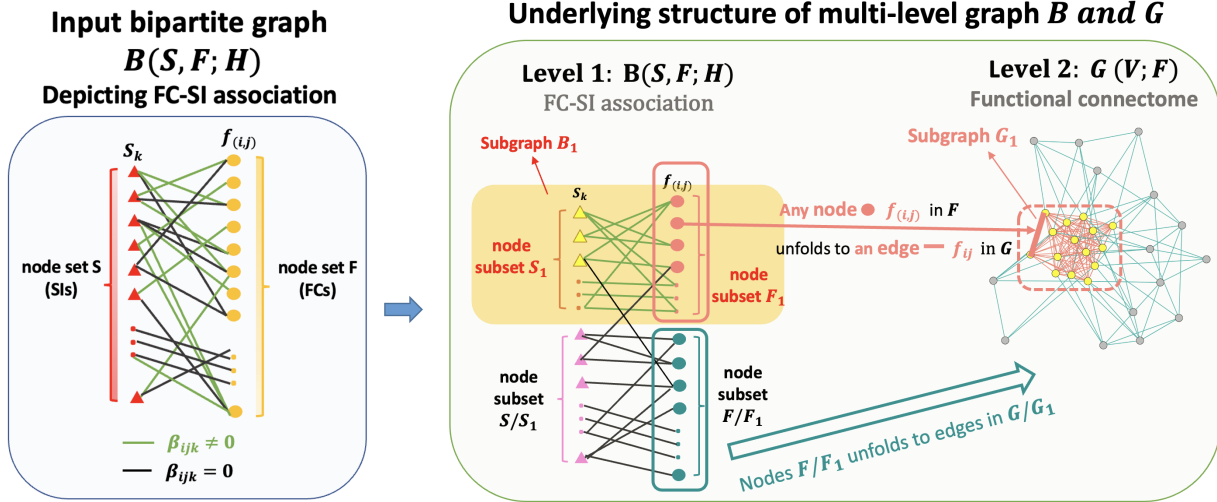 Input bipartite graph
B(S, F; H)
Depicting FC-SI association
S_k
f_(i,j)
node set S
(SIs)
node set F
(FCs)
β_ijk ≠ 0
β_ijk = 0
Underlying structure of multi-level graph B and G
Level 1: B(S, F; H)
FC-SI association
Level 2: G (V; F)
Functional connectome
Subgraph B_1
Subgraph G_1
S_k
f_(i,j)
node
subset S_1
node
subset F_1
Any node f_(i,j) in F
unfolds to an edge f_ij in G
node
subset
S/S_1
node
subset
F/F_1
Nodes F/F_1 unfolds to edges in G/G_1